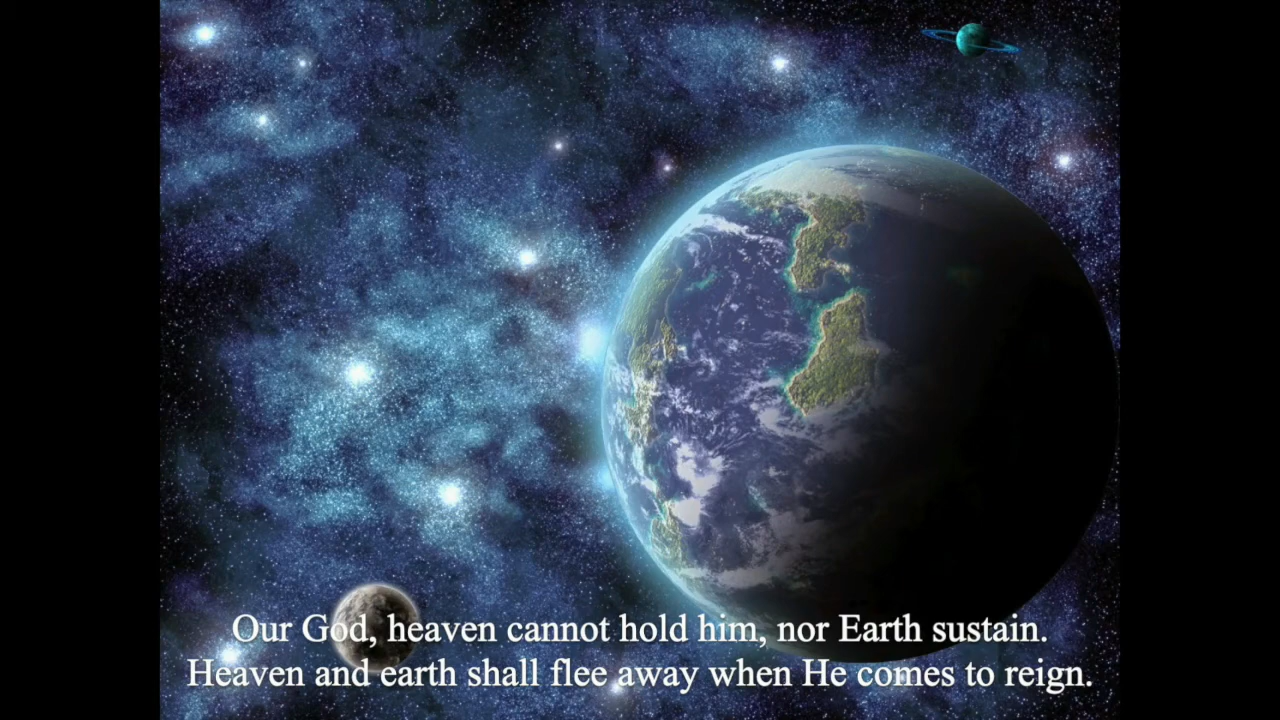 Our God, heaven cannot hold him, nor Earth sustain.
Heaven and earth shall flee away when He comes to reign.